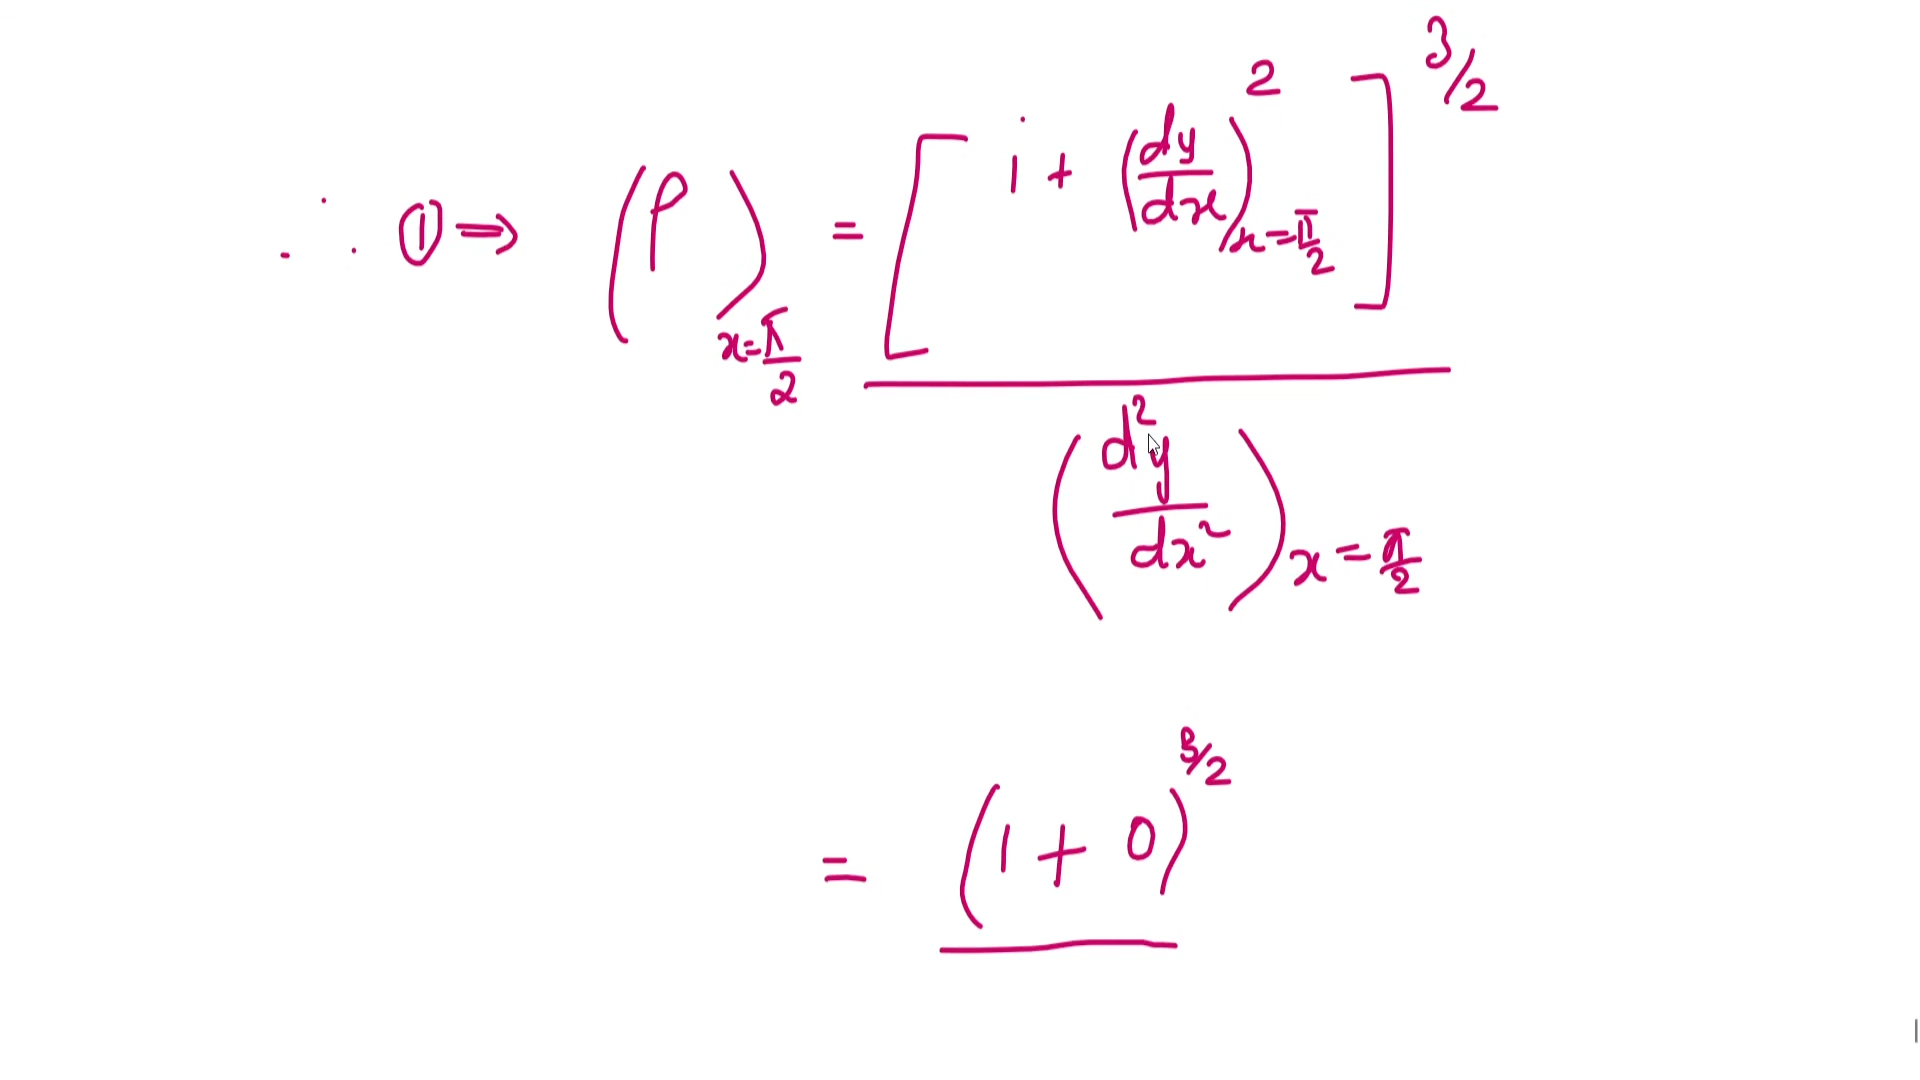 ∴ ① ⇒ (ρ)_{x=π/2} = [1 + (dy/dx)²_{x=π/2}]^{3/2} / (d²y/dx²)_{x=π/2}
= (1 + 0)^{3/2} /